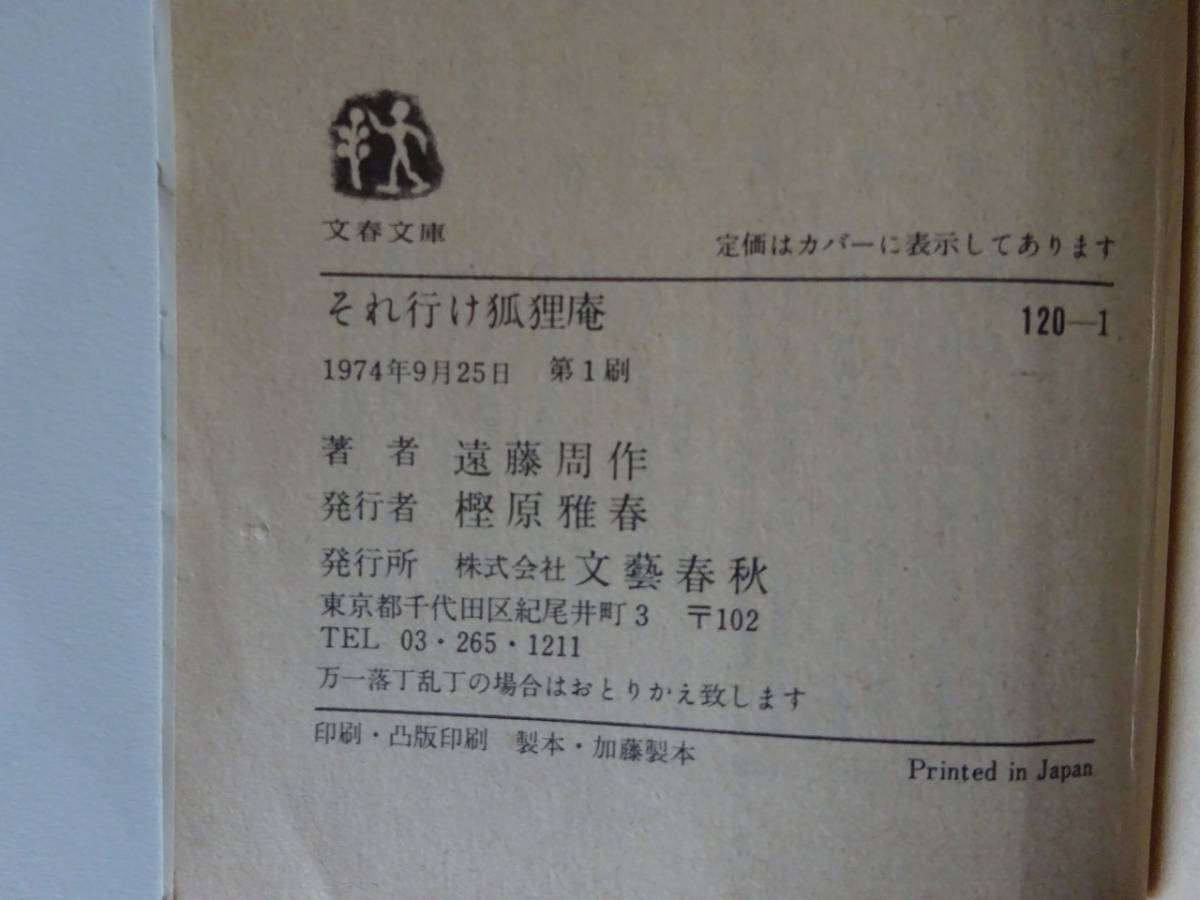 文春文庫
定価はカバーに表示してあります
それ行け狐狸庵 120-1
1974年9月25日 第1刷
著者 遠藤周作
発行者 樫原雅春
発行所 株式会社 文藝春秋
東京都千代田区紀尾井町3 〒102
TEL 03・265・1211
万一落丁乱丁の場合はおとりかえ致します
印刷・凸版印刷 製本・加藤製本
Printed in Japan